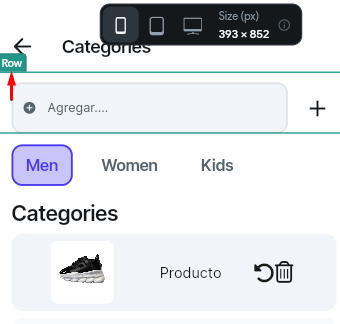 Size (px)
393 × 852
Categories
Row
Agregar....
Men Women Kids
Categories
Producto